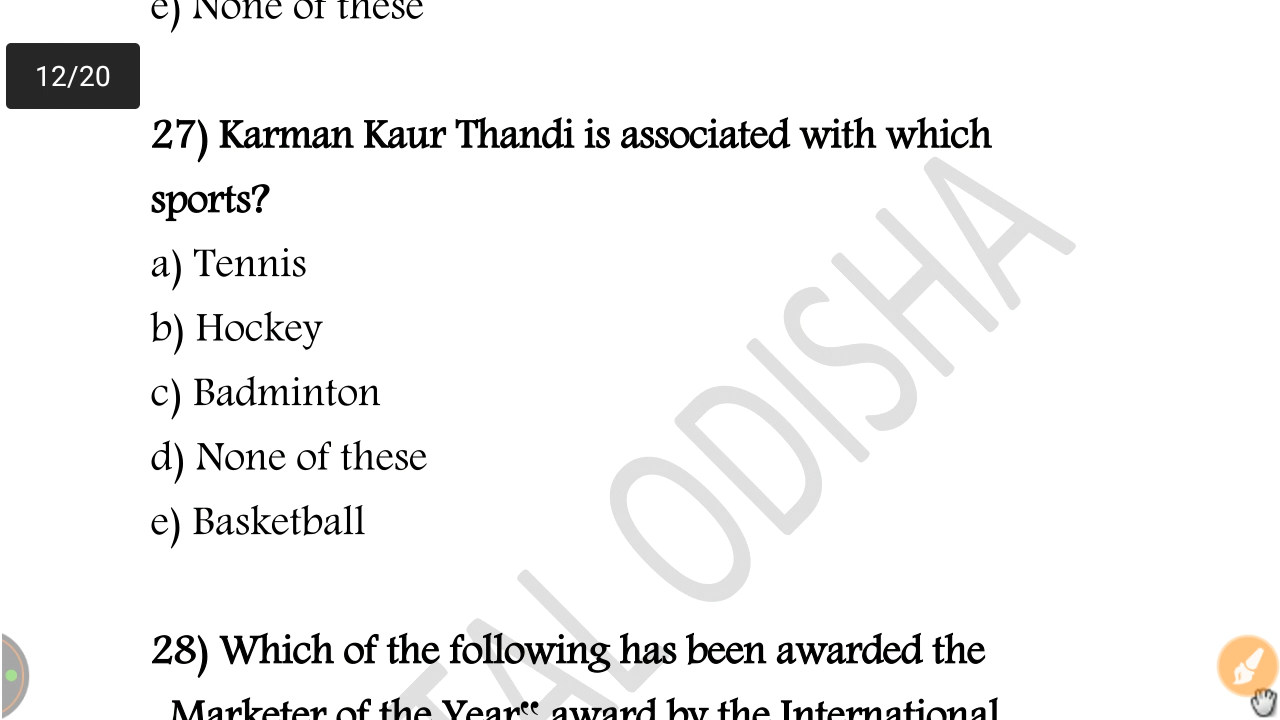 e) None of these
12/20
27) Karman Kaur Thandi is associated with which
sports?
a) Tennis
b) Hockey
c) Badminton
d) None of these
e) Basketball
28) Which of the following has been awarded the
„Marketer of the Year‟ award by the International
TAL ODISHA